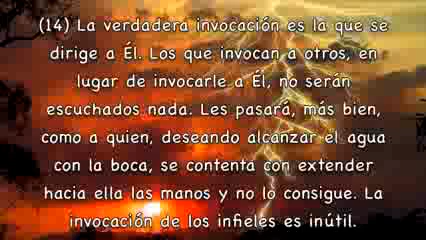 (14) La verdadera invocación es la que se
dirige a Él. Los que invocan a otros, en
lugar de invocarle a Él, no serán
escuchados nada. Les pasará, más bien,
como a quien, deseando alcanzar el agua
con la boca, se contenta con extender
hacia ella las manos y no lo consigue. La
invocación de los infieles es inútil.